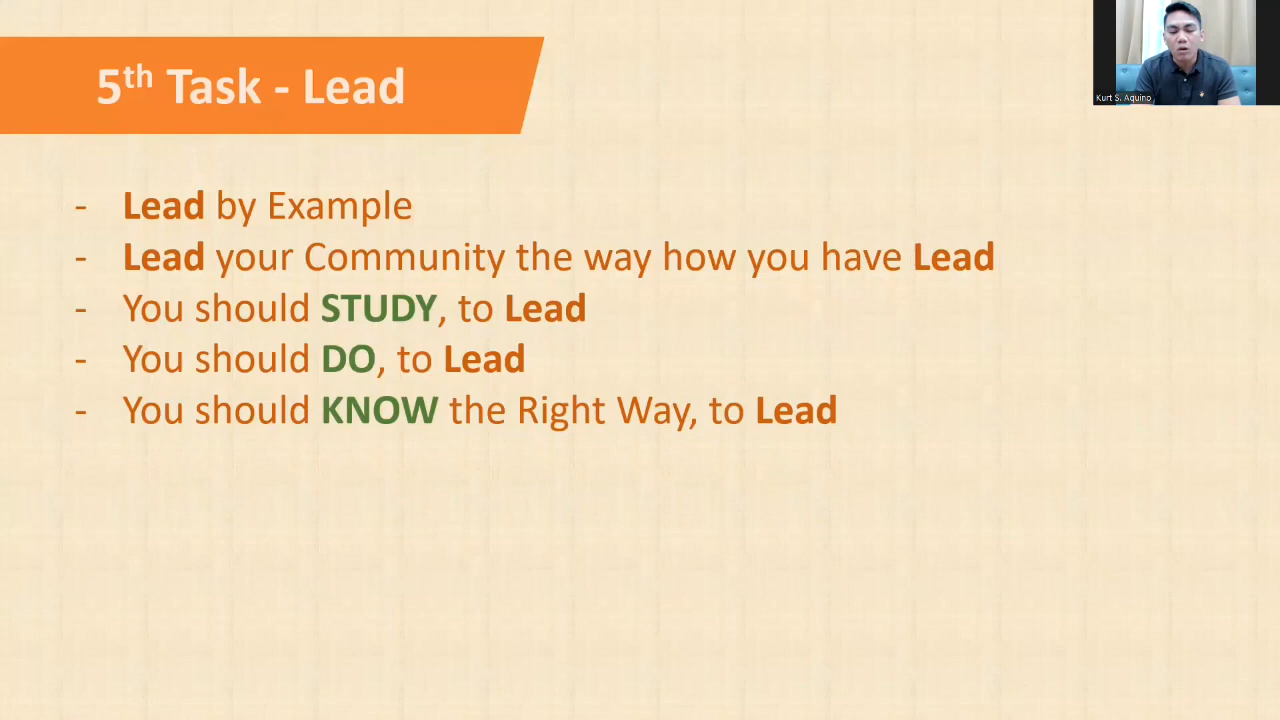 5th Task - Lead
Kurt S. Aquino
- Lead by Example
- Lead your Community the way how you have Lead
- You should STUDY, to Lead
- You should DO, to Lead
- You should KNOW the Right Way, to Lead